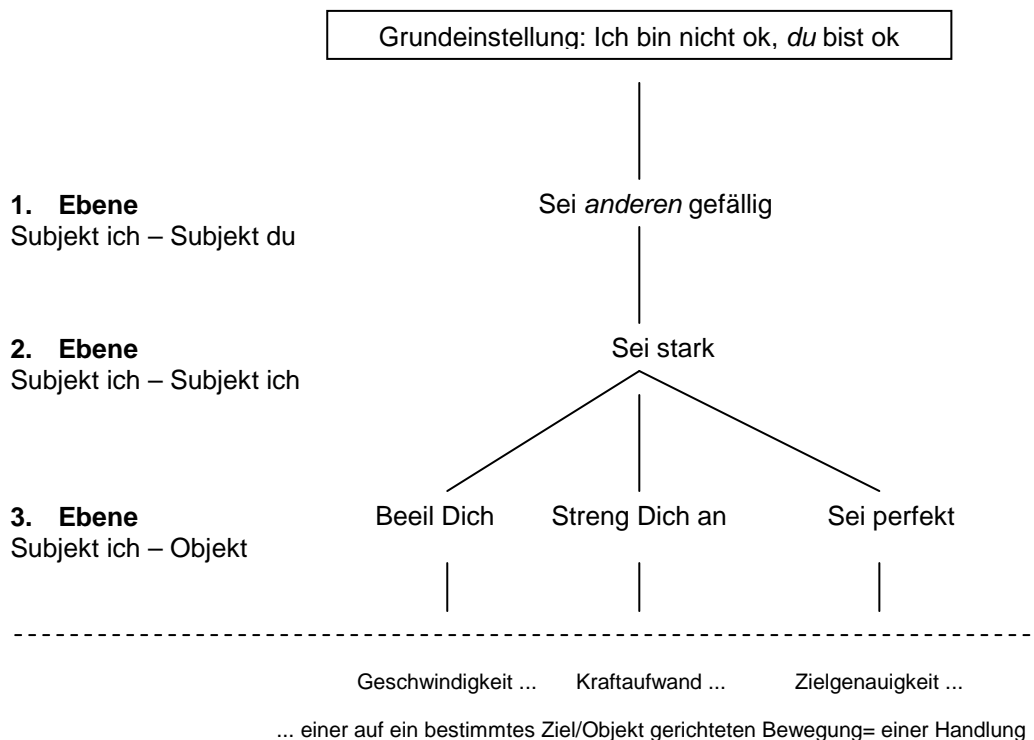 Grundeinstellung: Ich bin nicht ok, du bist ok
1. Ebene
Sei anderen gefällig
Subjekt ich – Subjekt du
2. Ebene
Sei stark
Subjekt ich – Subjekt ich
3. Ebene
Beeil Dich
Streng Dich an
Sei perfekt
Subjekt ich – Objekt
Geschwindigkeit ...
Kraftaufwand ...
Zielgenauigkeit ...
... einer auf ein bestimmtes Ziel/Objekt gerichteten Bewegung= einer Handlung